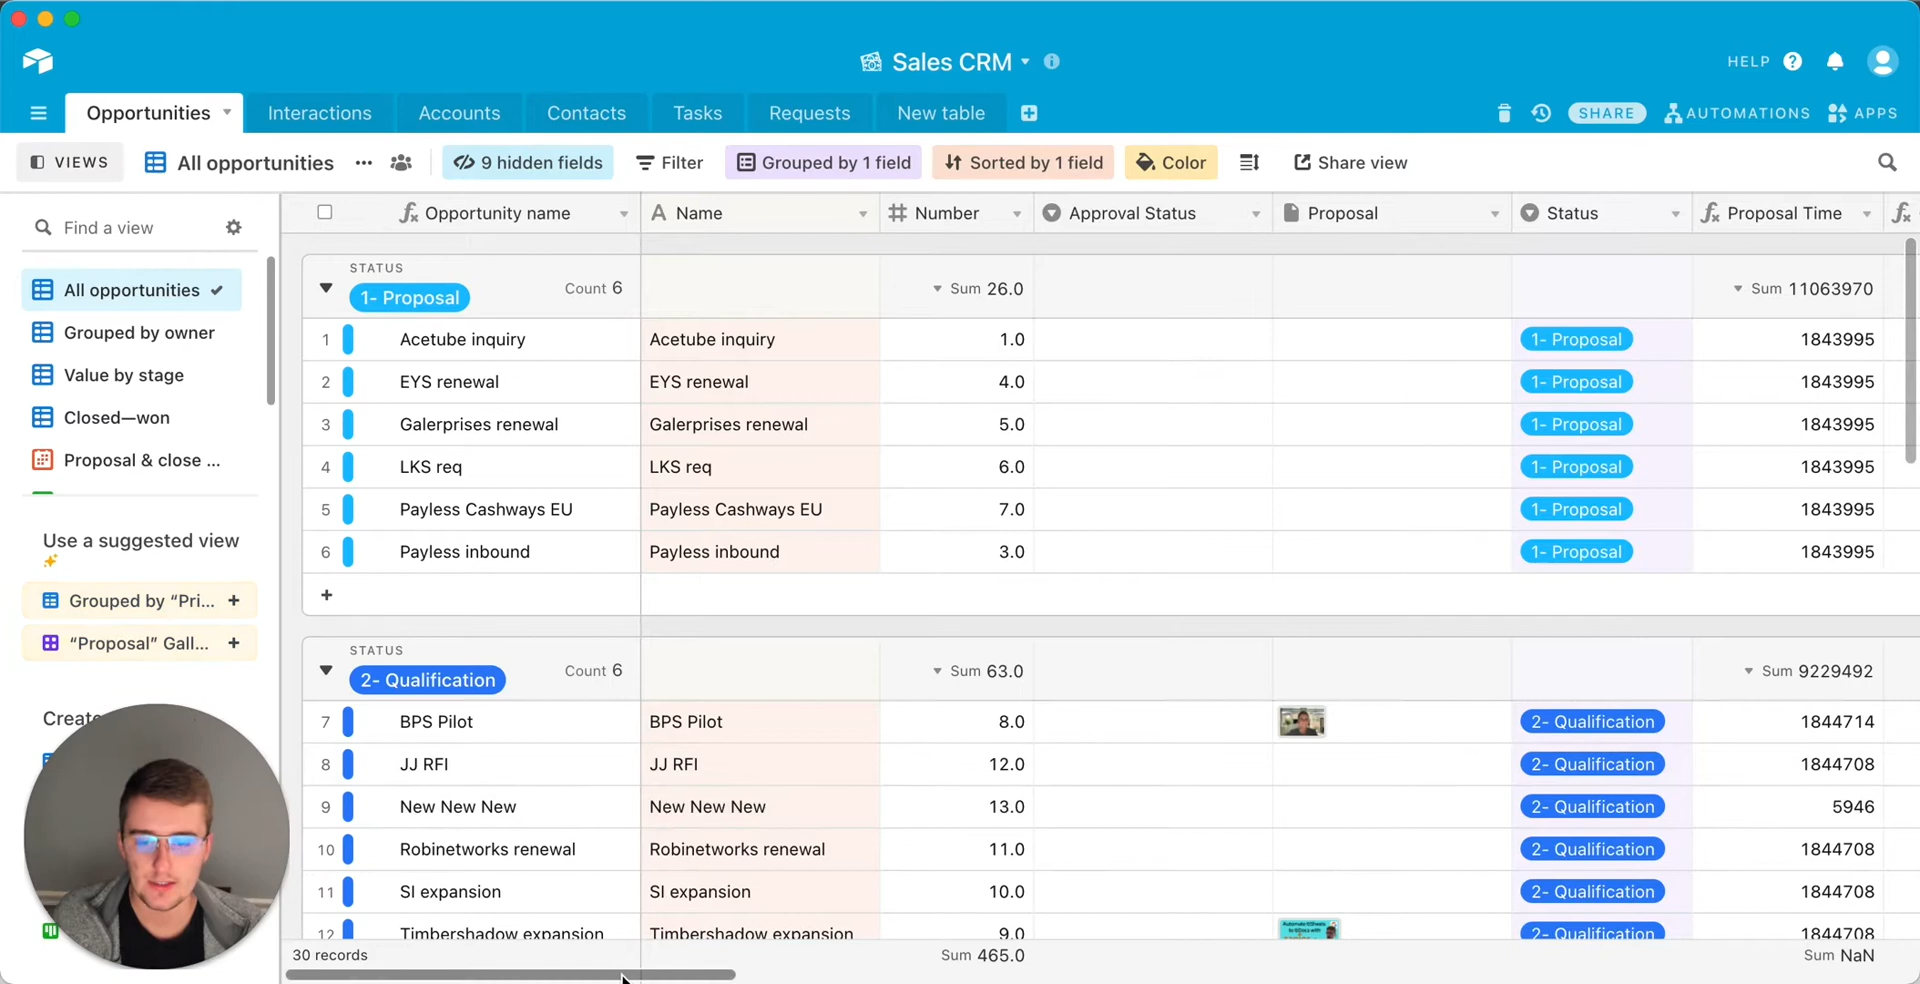 Sales CRM
HELP
Opportunities
Interactions
Accounts
Contacts
Tasks
Requests
New table
SHARE
AUTOMATIONS
APPS
VIEWS
All opportunities
9 hidden fields
Filter
Grouped by 1 field
Sorted by 1 field
Color
Share view
Find a view
All opportunities
Grouped by owner
Value by stage
Closed—won
Proposal & close ...
Use a suggested view
Grouped by “Pri...
“Proposal” Gall...
Opportunity name Name Number Approval Status Proposal Status Proposal Time
STATUS
1- Proposal Count 6 Sum 26.0 Sum 11063970
1 Acetube inquiry Acetube inquiry 1.0 1- Proposal 1843995
2 EYS renewal EYS renewal 4.0 1- Proposal 1843995
3 Galerprises renewal Galerprises renewal 5.0 1- Proposal 1843995
4 LKS req LKS req 6.0 1- Proposal 1843995
5 Payless Cashways EU Payless Cashways EU 7.0 1- Proposal 1843995
6 Payless inbound Payless inbound 3.0 1- Proposal 1843995
STATUS
2- Qualification Count 6 Sum 63.0 Sum 9229492
7 BPS Pilot BPS Pilot 8.0 2- Qualification 1844714
8 JJ RFI JJ RFI 12.0 2- Qualification 1844708
9 New New New New New New 13.0 2- Qualification 5946
10 Robinetworks renewal Robinetworks renewal 11.0 2- Qualification 1844708
11 SI expansion SI expansion 10.0 2- Qualification 1844708
12 Timbershadow expansion Timbershadow expansion 9.0 2- Qualification 1844708
30 records Sum 465.0 Sum NaN